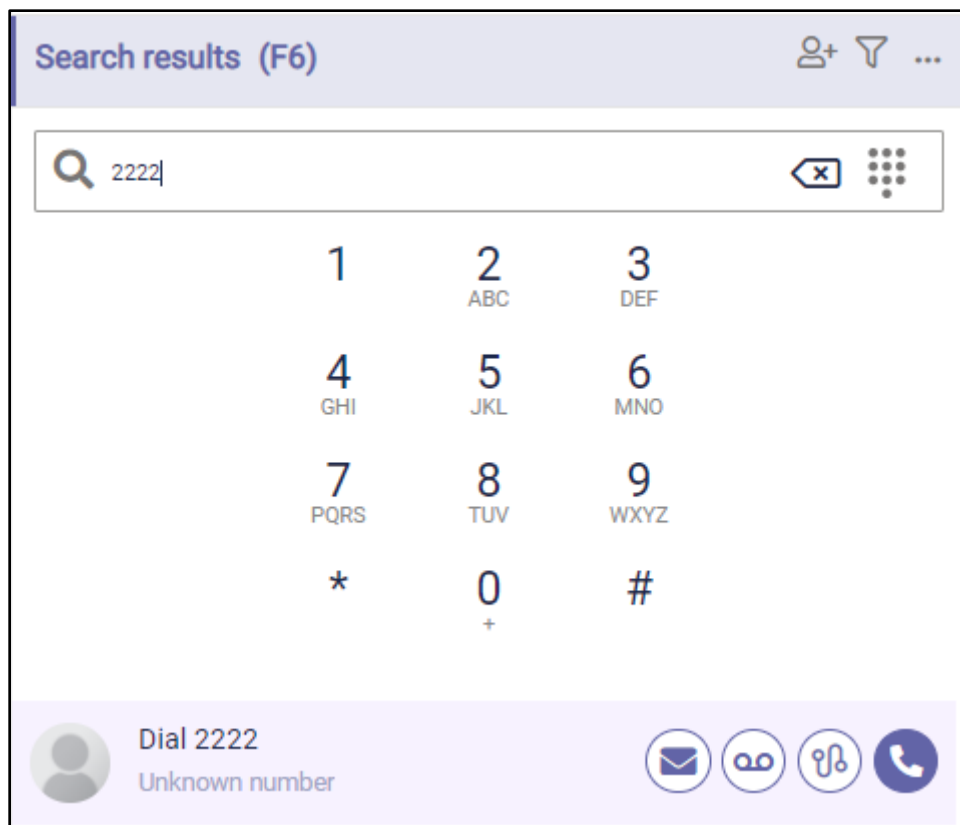 Search results (F6)
2222
1 2 3
ABC DEF
4 5 6
GHI JKL MNO
7 8 9
PQRS TUV WXYZ
* 0 #
+
Dial 2222
Unknown number